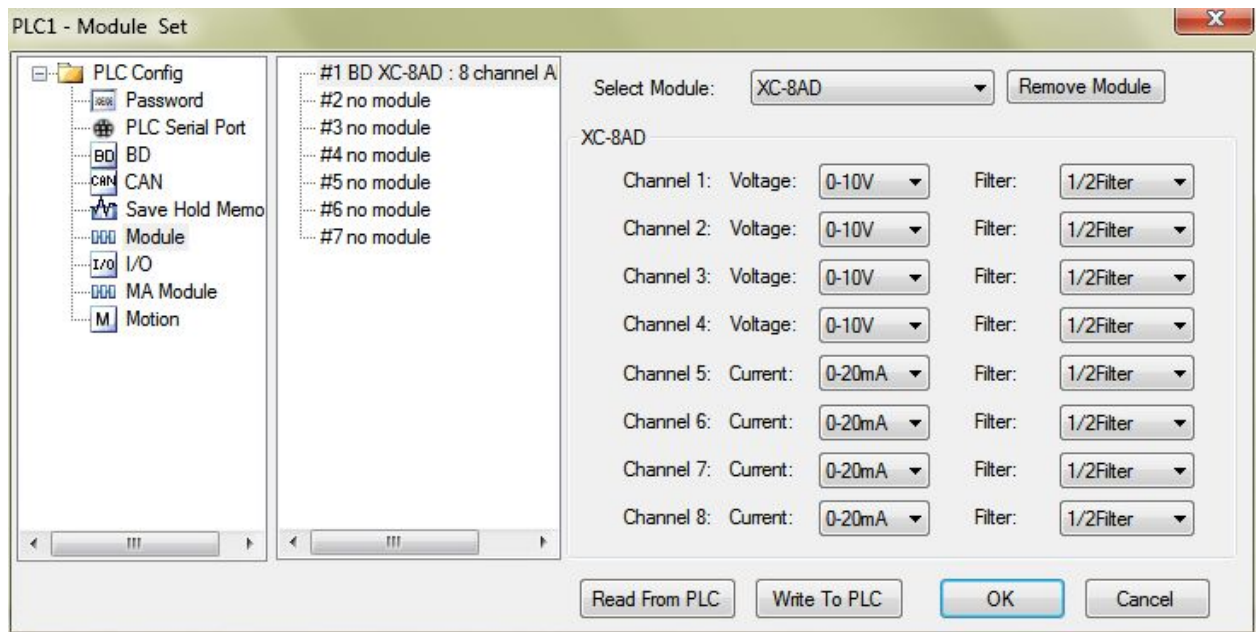 PLC1 - Module Set
PLC Config
Password
PLC Serial Port
BD BD
CAN CAN
Save Hold Memo
Module
I/O I/O
MA Module
M Motion
#1 BD XC-8AD : 8 channel A
#2 no module
#3 no module
#4 no module
#5 no module
#6 no module
#7 no module
Select Module: XC-8AD Remove Module
XC-8AD
Channel 1: Voltage: 0-10V Filter: 1/2Filter
Channel 2: Voltage: 0-10V Filter: 1/2Filter
Channel 3: Voltage: 0-10V Filter: 1/2Filter
Channel 4: Voltage: 0-10V Filter: 1/2Filter
Channel 5: Current: 0-20mA Filter: 1/2Filter
Channel 6: Current: 0-20mA Filter: 1/2Filter
Channel 7: Current: 0-20mA Filter: 1/2Filter
Channel 8: Current: 0-20mA Filter: 1/2Filter
Read From PLC Write To PLC OK Cancel